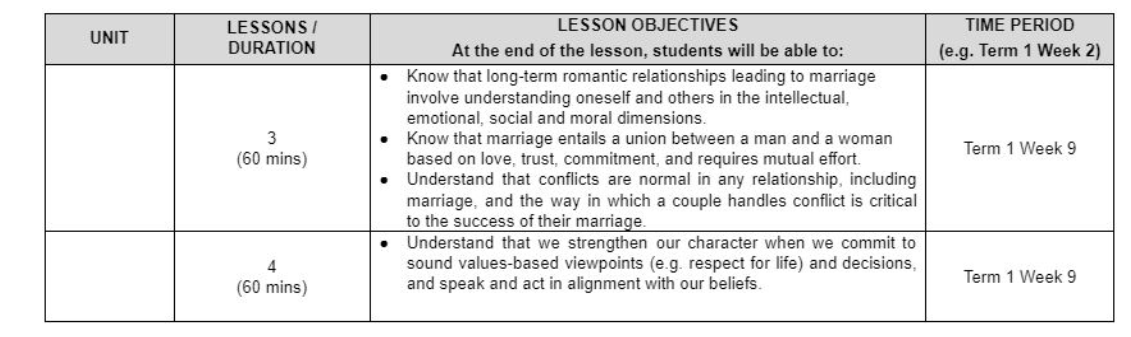 UNIT
LESSONS /
DURATION
LESSON OBJECTIVES
At the end of the lesson, students will be able to:
TIME PERIOD
(e.g. Term 1 Week 2)
3
(60 mins)
• Know that long-term romantic relationships leading to marriage
involve understanding oneself and others in the intellectual,
emotional, social and moral dimensions.
• Know that marriage entails a union between a man and a woman
based on love, trust, commitment, and requires mutual effort.
• Understand that conflicts are normal in any relationship, including
marriage, and the way in which a couple handles conflict is critical
to the success of their marriage.
Term 1 Week 9
4
(60 mins)
• Understand that we strengthen our character when we commit to
sound values-based viewpoints (e.g. respect for life) and decisions,
and speak and act in alignment with our beliefs.
Term 1 Week 9